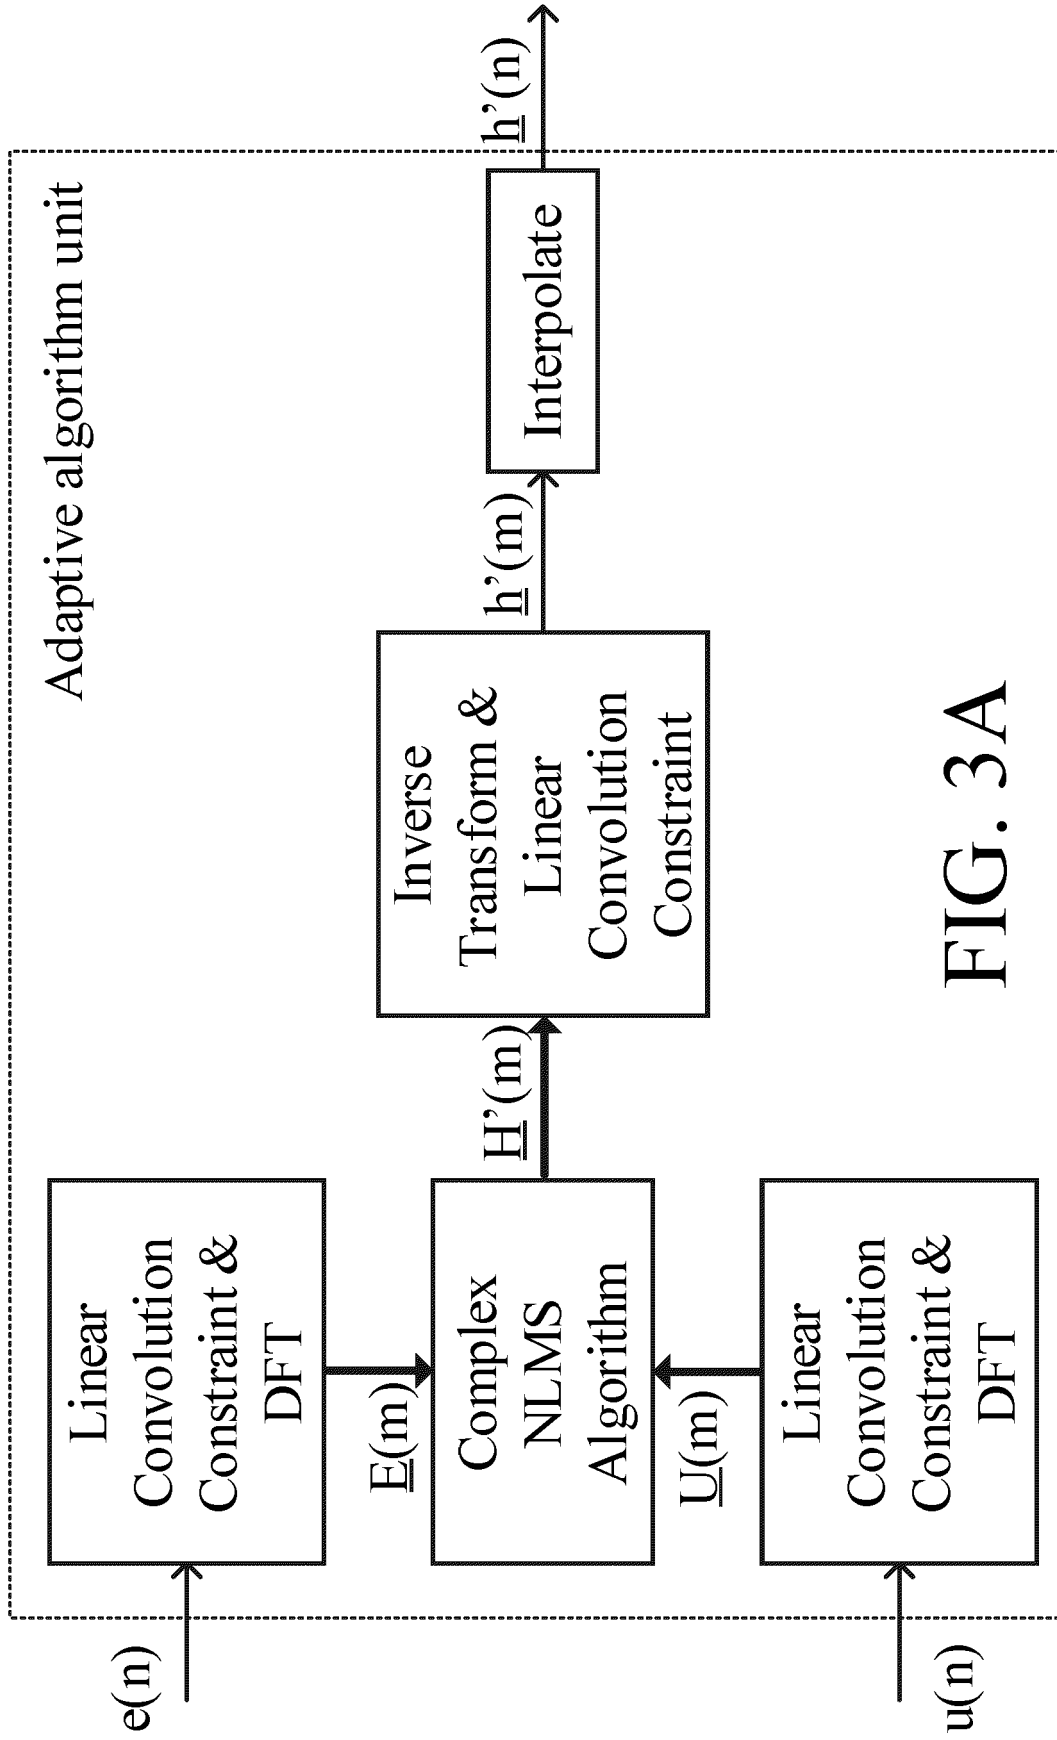 Adaptive algorithm unit
e(n)
Linear
Convolution
Constraint &
DFT
E(m)
Complex
NLMS
Algorithm
H’(m)
Inverse
Transform &
Linear
Convolution
Constraint
h’(m)
Interpolate
h’(n)
U(m)
u(n)
Linear
Convolution
Constraint &
DFT
FIG. 3A